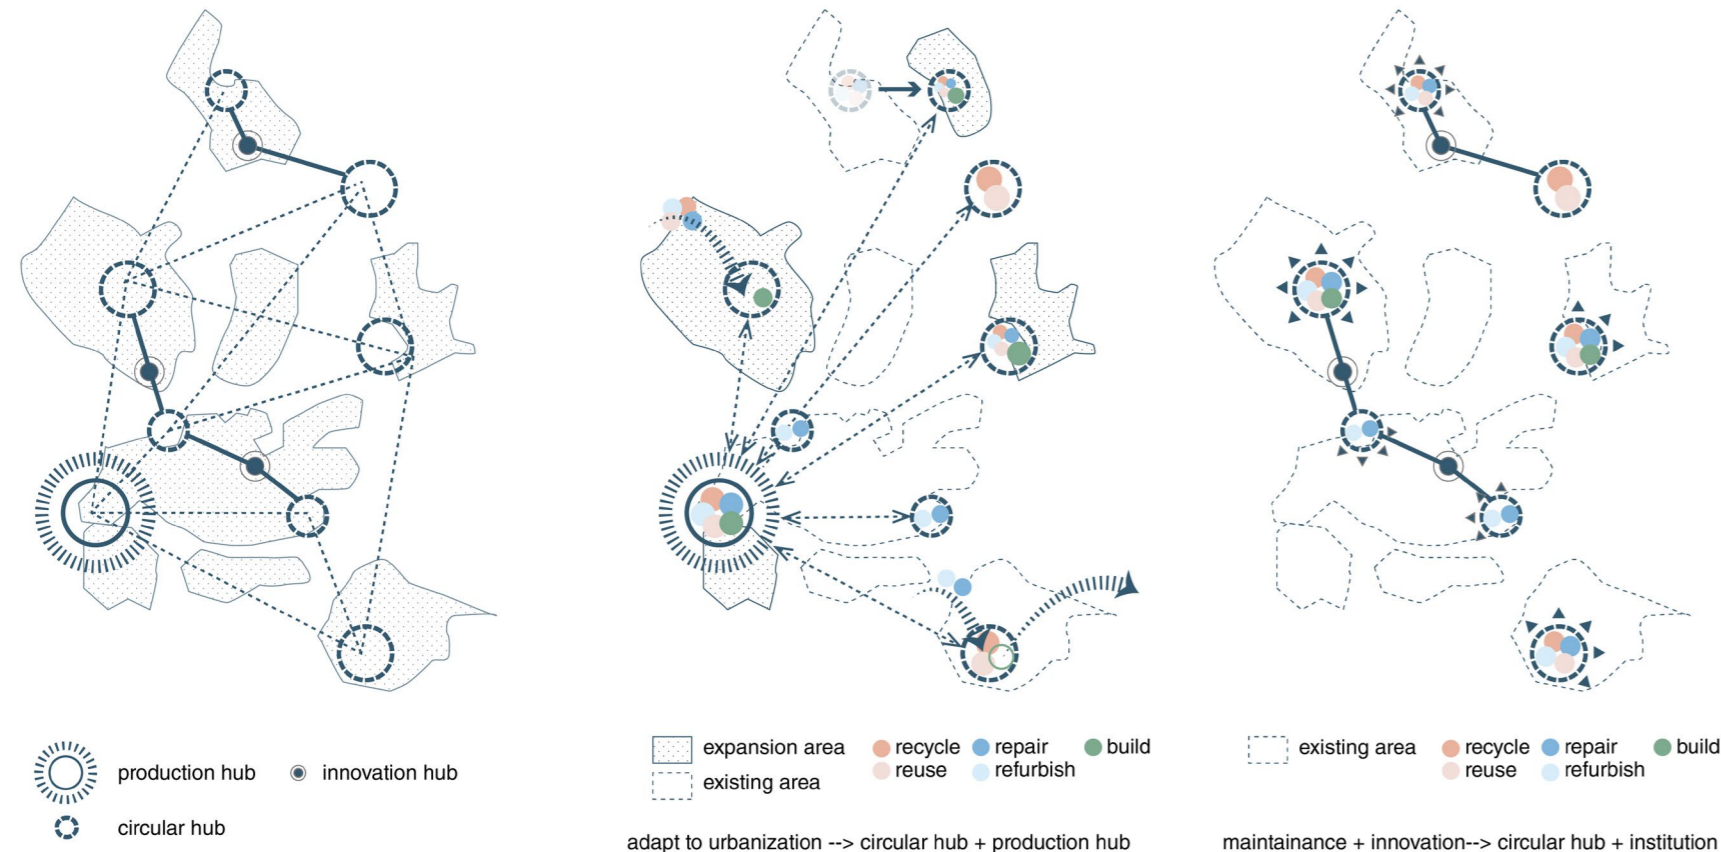 production hub
innovation hub
circular hub
expansion area
existing area
recycle
repair
build
reuse
refurbish
adapt to urbanization --> circular hub + production hub
existing area
recycle
repair
build
reuse
refurbish
maintainance + innovation--> circular hub + institution